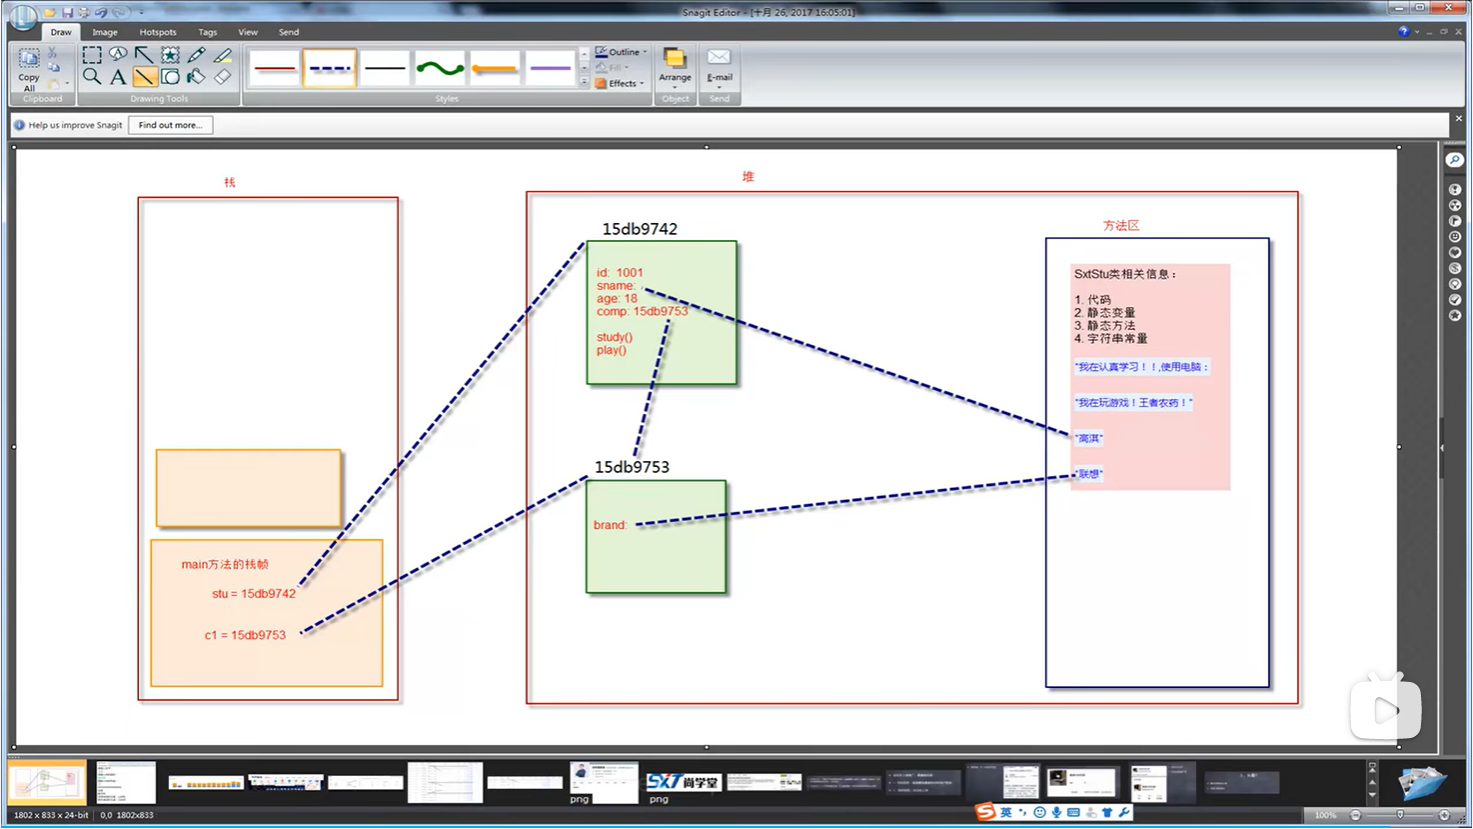 Snagit Editor - [十月 26, 2017 16:05:01]
Draw
Image
Hotspots
Tags
View
Send
Copy
All
Clipboard
Drawing Tools
Styles
Outline
Fill
Effects
Arrange
Object
E-mail
Send
Help us improve Snagit
Find out more...
栈
堆
方法区
15db9742
id: 1001
sname:
age: 18
comp: 15db9753
study()
play()
15db9753
brand:
main方法的栈帧
stu = 15db9742
c1 = 15db9753
SxtStu类相关信息：
1. 代码
2. 静态变量
3. 静态方法
4. 字符串常量
"我在认真学习！！,使用电脑：
"我在玩游戏！王者农药！"
"高淇"
"联想"
SXT 尚学堂
png
png
英
1802 x 833 x 24-bit
0,0 1802x833
100%